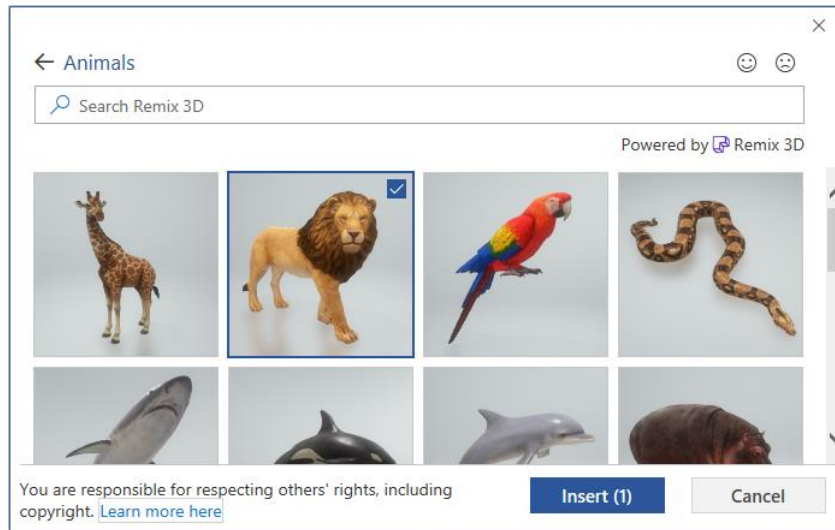 Animals
Search Remix 3D
Powered by Remix 3D
You are responsible for respecting others' rights, including
copyright. Learn more here
Insert (1)
Cancel